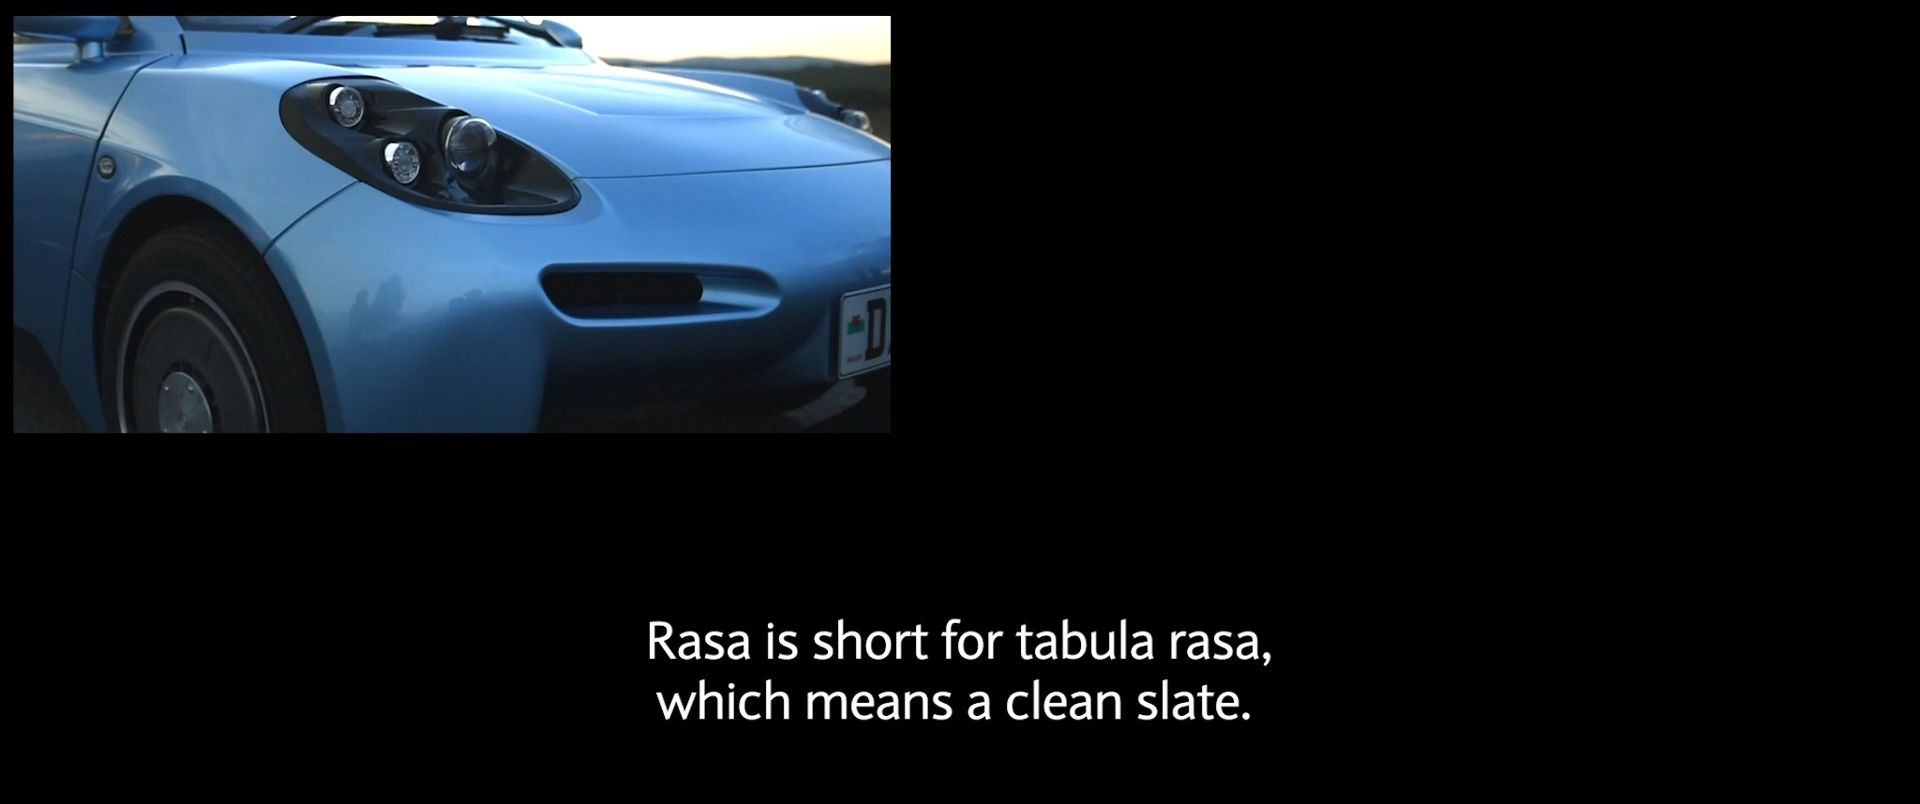 Rasa is short for tabula rasa,
which means a clean slate.